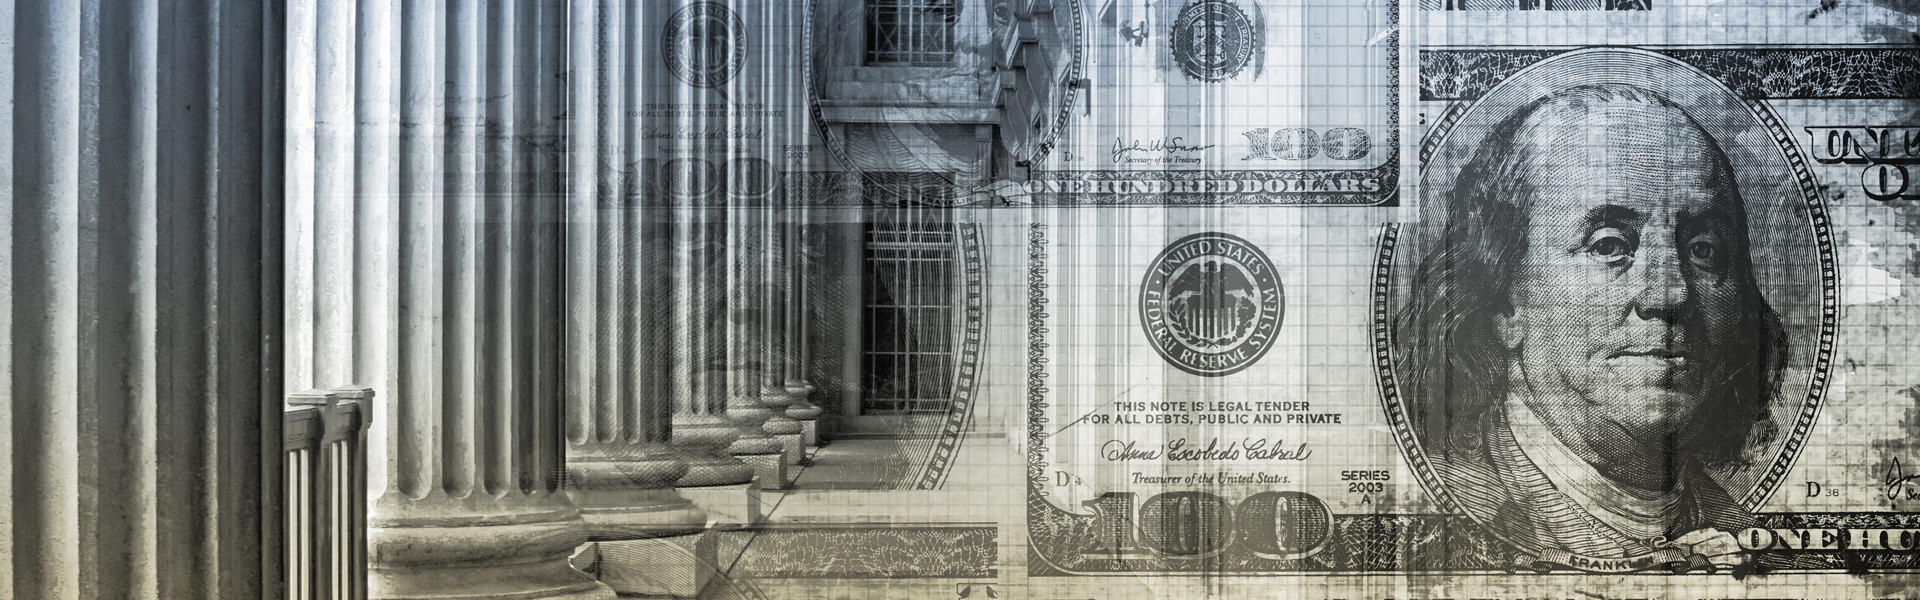 THIS NOTE IS LEGAL TENDER
FOR ALL DEBTS, PUBLIC AND PRIVATE
Anna Escobedo Cabral
Treasurer of the United States.
SERIES
2003
100
D
John W Snow
Secretary of the Treasury.
100
ONE HUNDRED DOLLARS
UNITED STATES
FEDERAL RESERVE SYSTEM
THIS NOTE IS LEGAL TENDER
FOR ALL DEBTS, PUBLIC AND PRIVATE
Anna Escobedo Cabral
Treasurer of the United States.
D 4
SERIES
2003
A
100
FRANKLIN
D 38
ONE HU